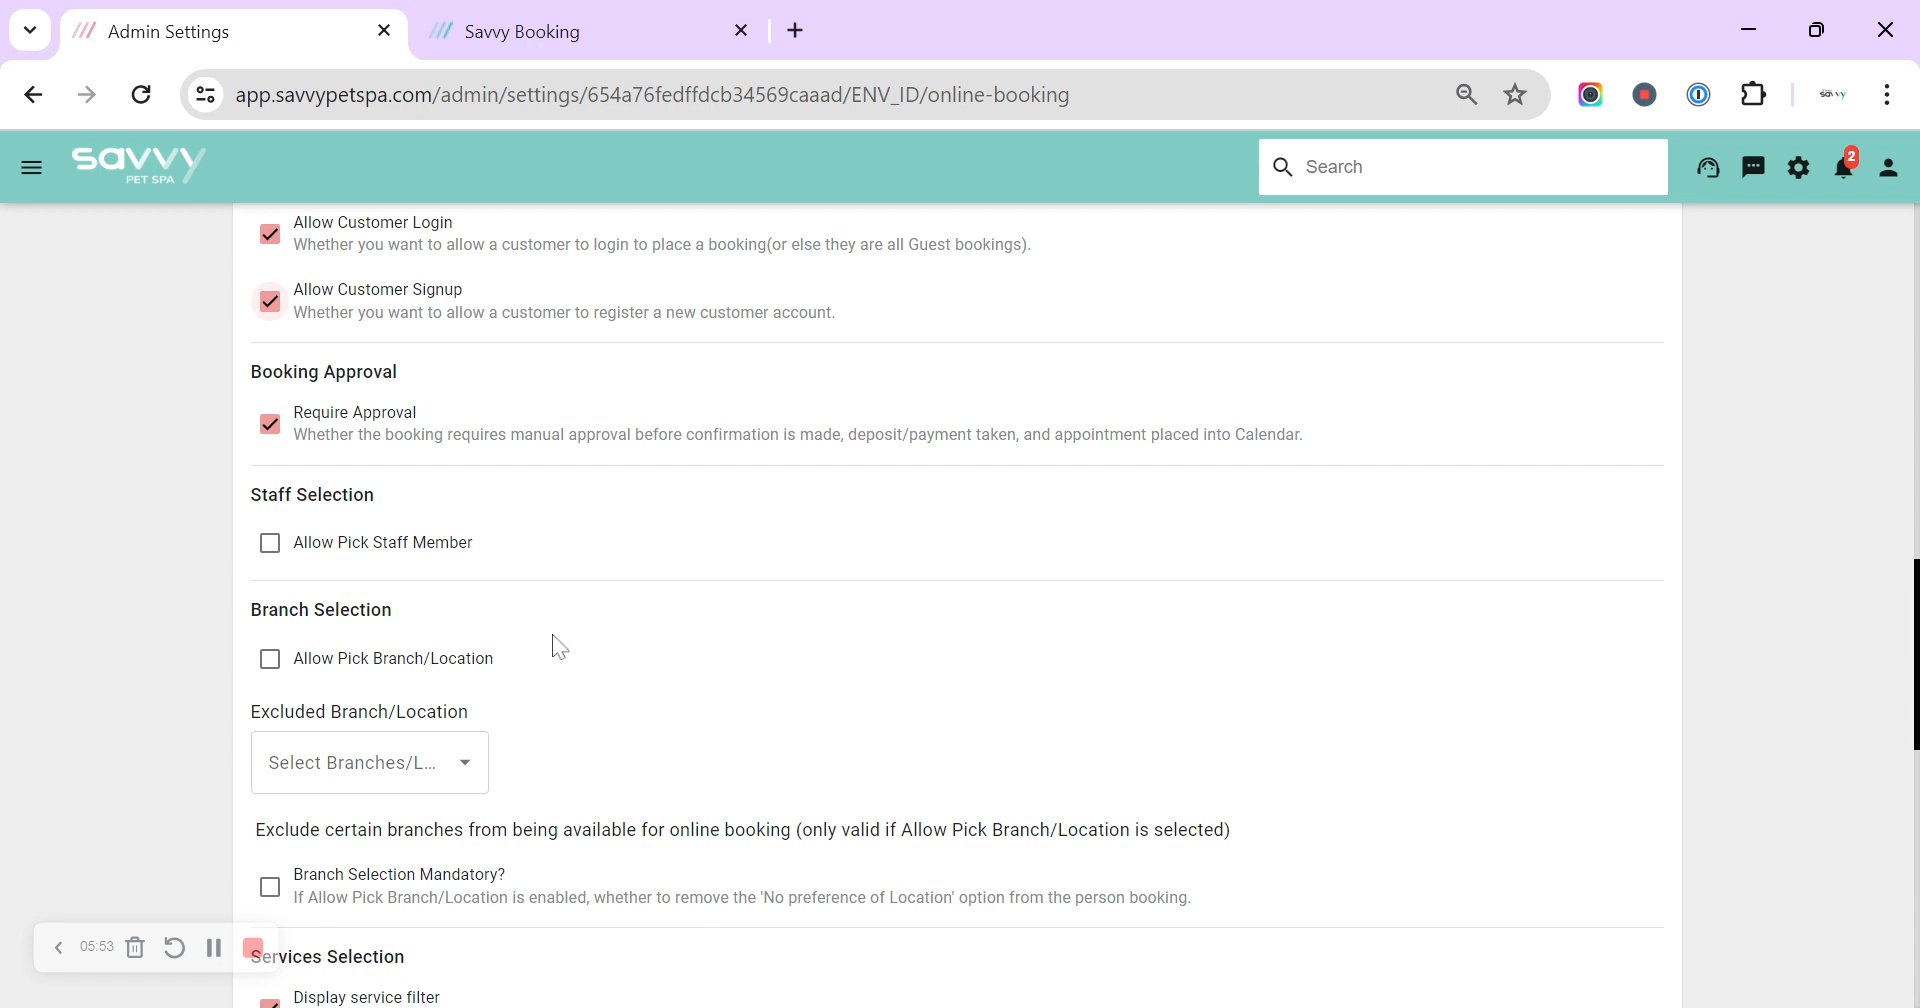 Admin Settings
Savvy Booking
app.savvypetspa.com/admin/settings/654a76fedffdcb34569caaad/ENV_ID/online-booking
savvy
savvy
PET SPA
Search
2
Allow Customer Login
Whether you want to allow a customer to login to place a booking(or else they are all Guest bookings).
Allow Customer Signup
Whether you want to allow a customer to register a new customer account.
Booking Approval
Require Approval
Whether the booking requires manual approval before confirmation is made, deposit/payment taken, and appointment placed into Calendar.
Staff Selection
Allow Pick Staff Member
Branch Selection
Allow Pick Branch/Location
Excluded Branch/Location
Select Branches/L...
Exclude certain branches from being available for online booking (only valid if Allow Pick Branch/Location is selected)
Branch Selection Mandatory?
If Allow Pick Branch/Location is enabled, whether to remove the 'No preference of Location' option from the person booking.
05:53
Services Selection
Display service filter